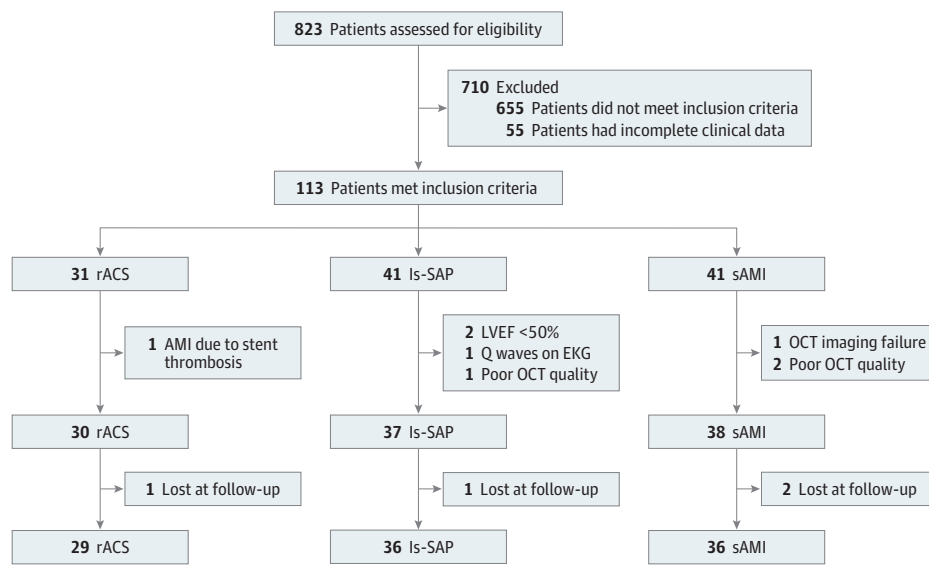 823 Patients assessed for eligibility
710 Excluded
655 Patients did not meet inclusion criteria
55 Patients had incomplete clinical data
113 Patients met inclusion criteria
31 rACS
41 ls-SAP
41 sAMI
1 AMI due to stent
thrombosis
2 LVEF <50%
1 Q waves on EKG
1 Poor OCT quality
1 OCT imaging failure
2 Poor OCT quality
30 rACS
37 ls-SAP
38 sAMI
1 Lost at follow-up
1 Lost at follow-up
2 Lost at follow-up
29 rACS
36 ls-SAP
36 sAMI